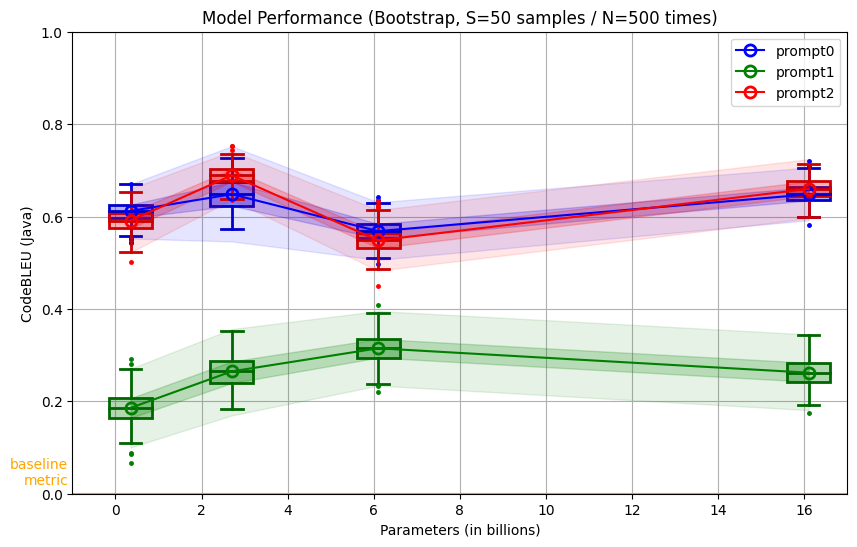 Model Performance (Bootstrap, S=50 samples / N=500 times)
prompt0
prompt1
prompt2
CodeBLEU (Java)
1.0
0.8
0.6
0.4
0.2
0.0
baseline
metric
0 2 4 6 8 10 12 14 16
Parameters (in billions)